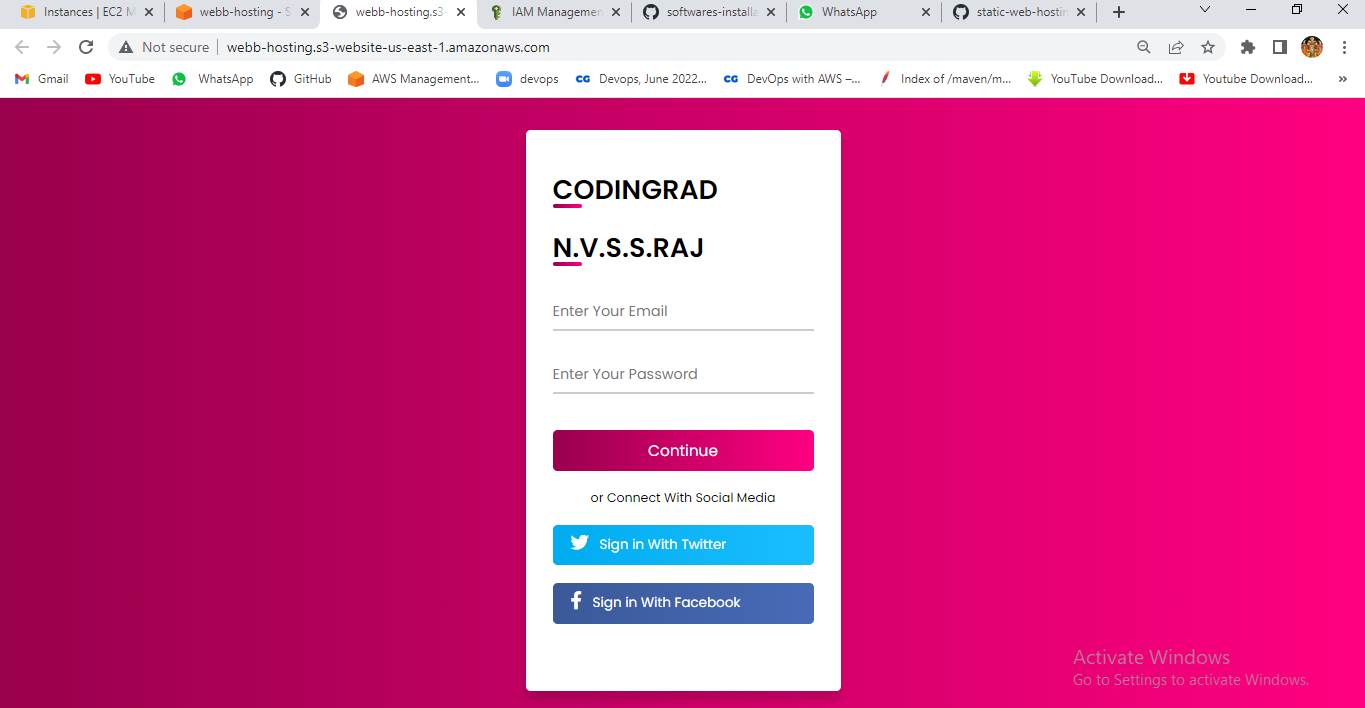 Instances | EC2 M
webb-hosting - S
webb-hosting.s3-
IAM Managemen
softwares-installa
WhatsApp
static-web-hostin
Not secure | webb-hosting.s3-website-us-east-1.amazonaws.com
Gmail
YouTube
WhatsApp
GitHub
AWS Management...
devops
CG Devops, June 2022...
CG DevOps with AWS –...
Index of /maven/m...
YouTube Download...
Youtube Download...
»
CODINGRAD
N.V.S.S.RAJ
Enter Your Email
Enter Your Password
Continue
or Connect With Social Media
Sign in With Twitter
Sign in With Facebook
Activate Windows
Go to Settings to activate Windows.